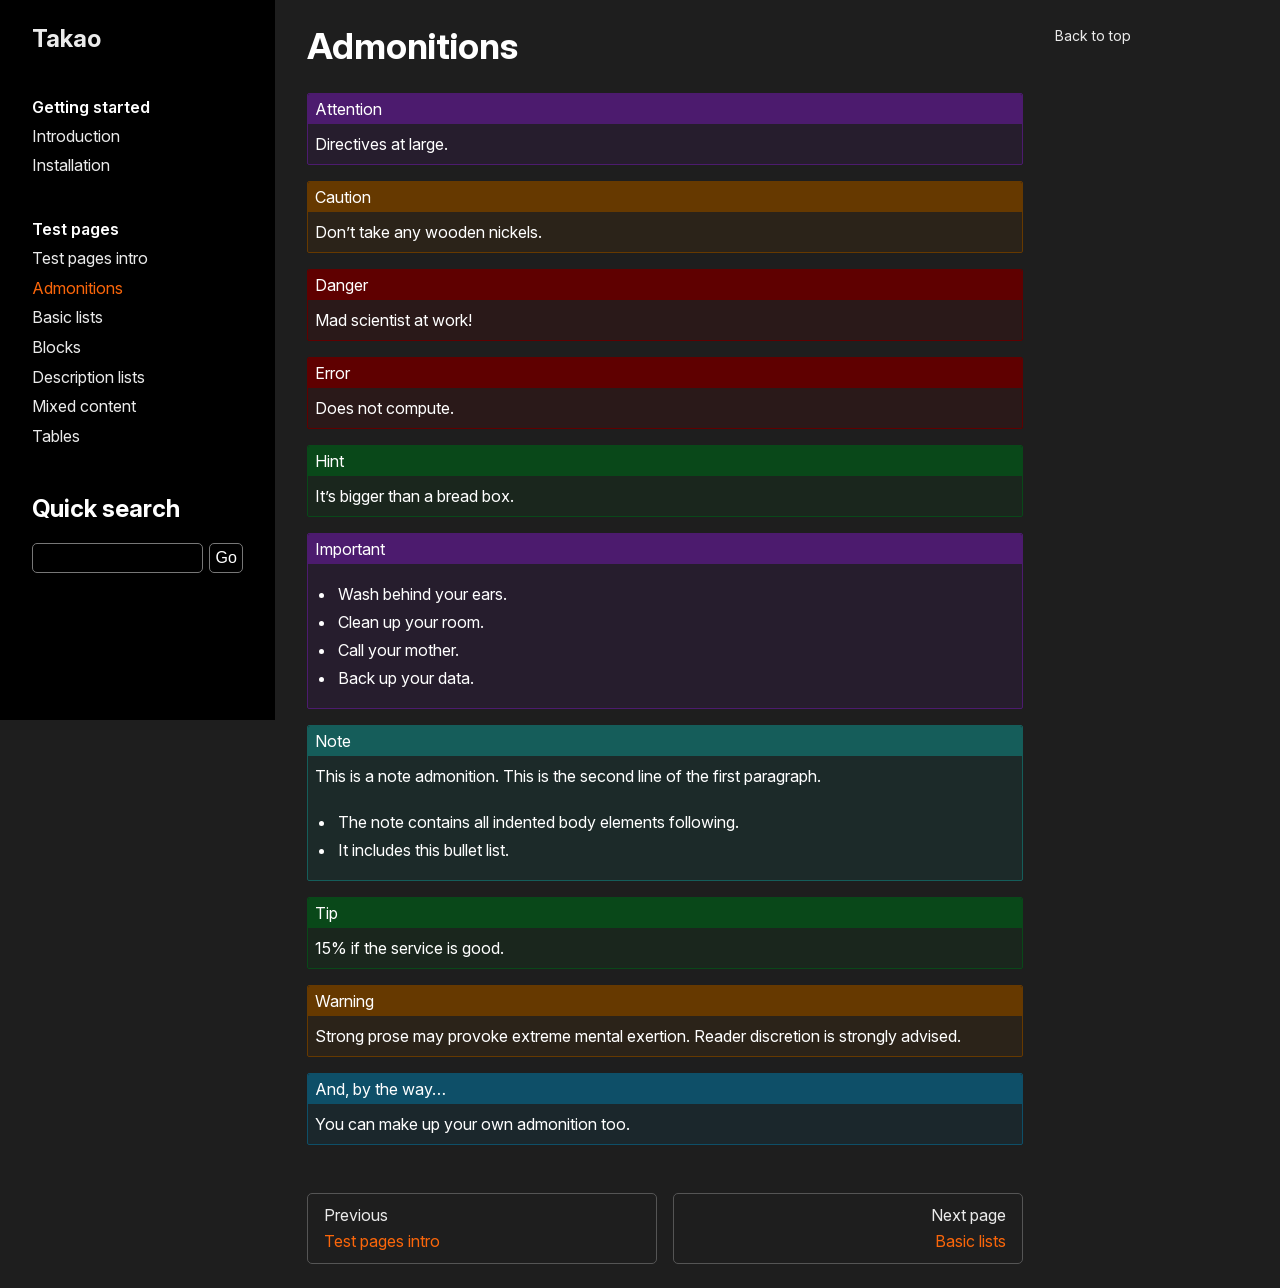 Takao
Getting started
Introduction
Installation
Test pages
Test pages intro
Admonitions
Basic lists
Blocks
Description lists
Mixed content
Tables
Quick search
Go
Admonitions
Attention
Directives at large.
Caution
Don’t take any wooden nickels.
Danger
Mad scientist at work!
Error
Does not compute.
Hint
It’s bigger than a bread box.
Important
• Wash behind your ears.
• Clean up your room.
• Call your mother.
• Back up your data.
Note
This is a note admonition. This is the second line of the first paragraph.
• The note contains all indented body elements following.
• It includes this bullet list.
Tip
15% if the service is good.
Warning
Strong prose may provoke extreme mental exertion. Reader discretion is strongly advised.
And, by the way…
You can make up your own admonition too.
Previous
Test pages intro
Next page
Basic lists
Back to top